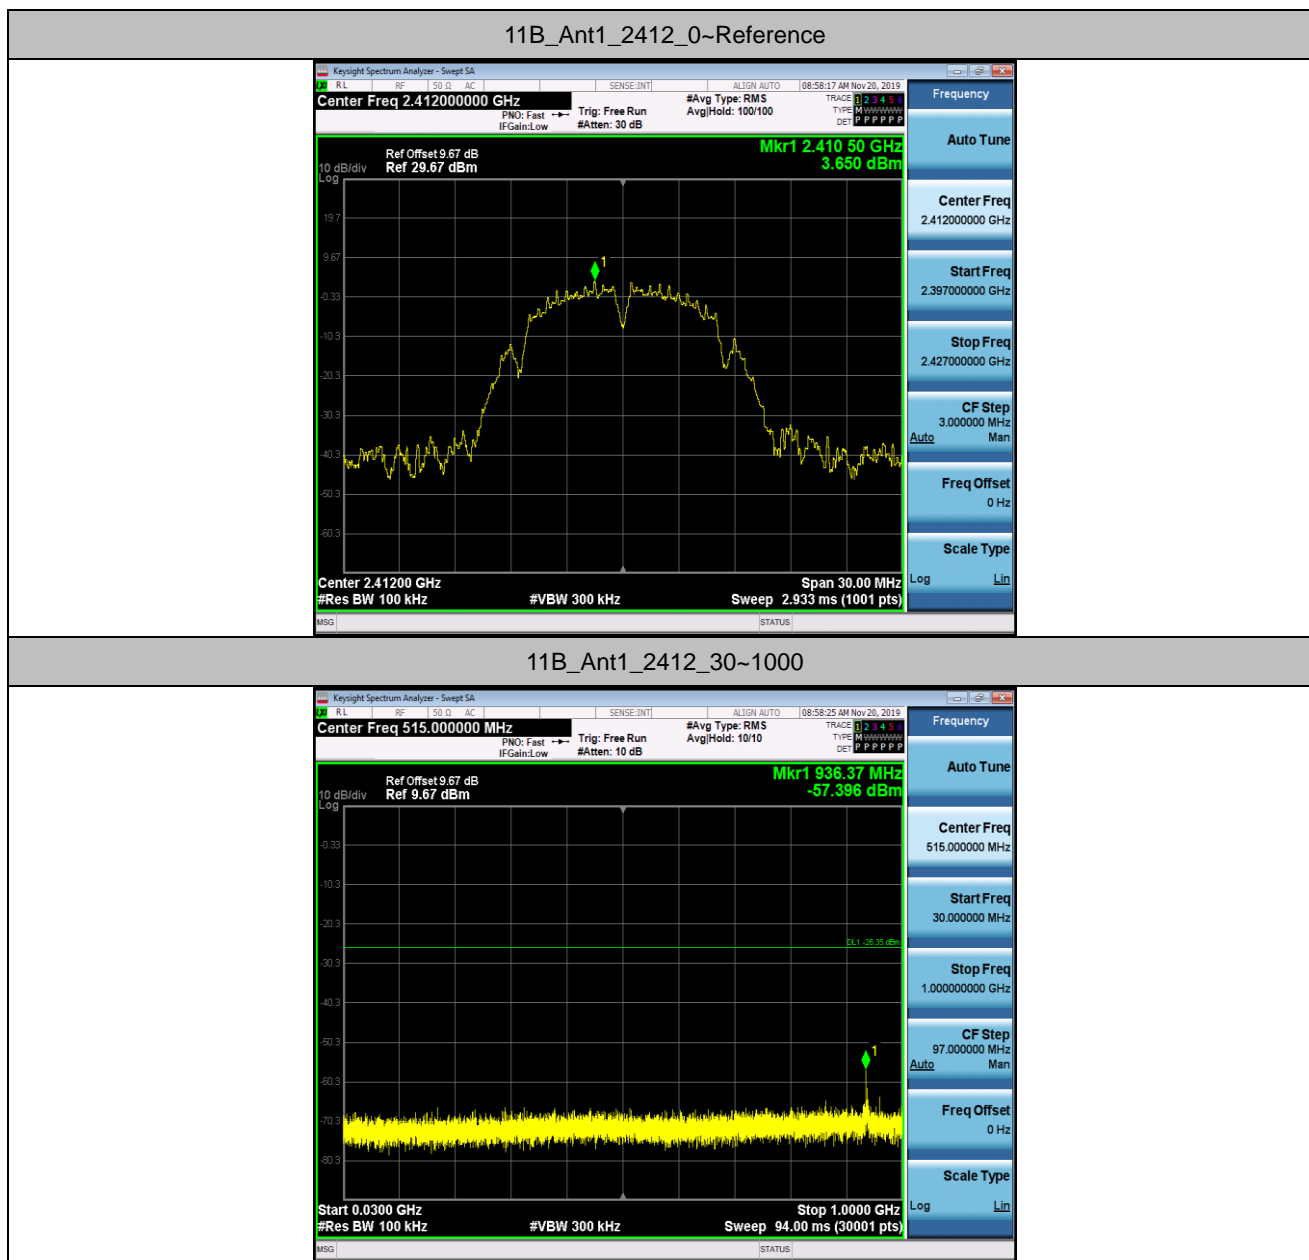 11B_Ant1_2412_0~Reference
Keysight Spectrum Analyzer - Swept SA
RL RF 50 Ω AC SENSE:INT ALIGN AUTO 08:58:17 AM Nov 20, 2019
Center Freq 2.412000000 GHz
PNO: Fast
IFGain:Low
Trig: Free Run
#Atten: 30 dB
#Avg Type: RMS
Avg|Hold: 100/100
TRACE 1 2 3 4 5 6
TYPE M WWWWW
DET P P P P P P
Mkr1 2.410 50 GHz
3.650 dBm
Ref Offset 9.67 dB
10 dB/div Ref 29.67 dBm
Log
19.7
9.67
-0.33
-10.3
-20.3
-30.3
-40.3
-50.3
-60.3
1
Center 2.41200 GHz Span 30.00 MHz
#Res BW 100 kHz #VBW 300 kHz Sweep 2.933 ms (1001 pts)
MSG STATUS
Frequency
Auto Tune
Center Freq
2.412000000 GHz
Start Freq
2.397000000 GHz
Stop Freq
2.427000000 GHz
CF Step
3.000000 MHz
Auto Man
Freq Offset
0 Hz
Scale Type
Log Lin
11B_Ant1_2412_30~1000
Keysight Spectrum Analyzer - Swept SA
RL RF 50 Ω AC SENSE:INT ALIGN AUTO 08:58:25 AM Nov 20, 2019
Center Freq 515.000000 MHz
PNO: Fast
IFGain:Low
Trig: Free Run
#Atten: 10 dB
#Avg Type: RMS
Avg|Hold: 10/10
TRACE 1 2 3 4 5 6
TYPE M WWWWW
DET P P P P P P
Mkr1 936.37 MHz
-57.396 dBm
Ref Offset 9.67 dB
10 dB/div Ref 9.67 dBm
Log
-0.33
-10.3
-20.3
-30.3
-40.3
-50.3
-60.3
-70.3
-80.3
DL1 -26.35 dBm
1
Start 0.0300 GHz Stop 1.0000 GHz
#Res BW 100 kHz #VBW 300 kHz Sweep 94.00 ms (30001 pts)
MSG STATUS
Frequency
Auto Tune
Center Freq
515.000000 MHz
Start Freq
30.000000 MHz
Stop Freq
1.000000000 GHz
CF Step
97.000000 MHz
Auto Man
Freq Offset
0 Hz
Scale Type
Log Lin